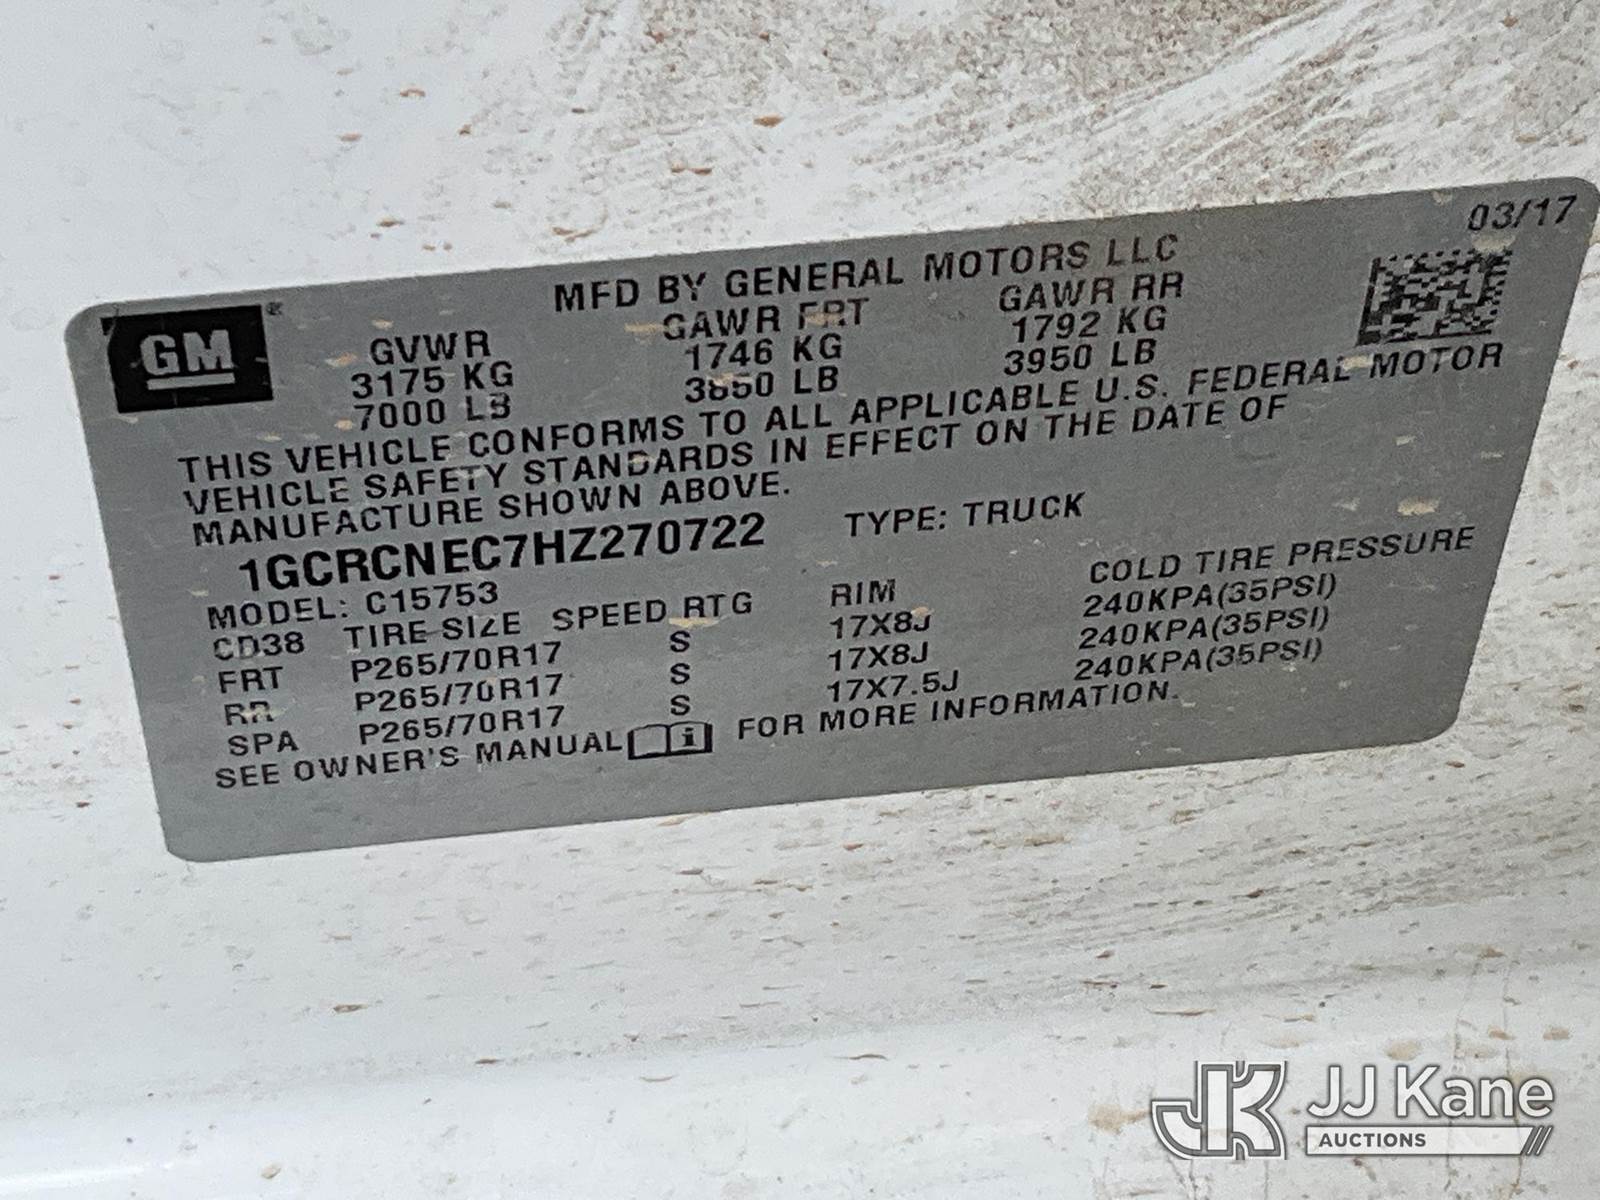 03/17
MFD BY GENERAL MOTORS LLC
GM ®
GVWR GAWR FRT GAWR RR
3175 KG 1746 KG 1792 KG
7000 LB 3850 LB 3950 LB
THIS VEHICLE CONFORMS TO ALL APPLICABLE U.S. FEDERAL MOTOR
VEHICLE SAFETY STANDARDS IN EFFECT ON THE DATE OF
MANUFACTURE SHOWN ABOVE.
1GCRCNEC7HZ270722 TYPE: TRUCK
MODEL: C15753
CD38 TIRE SIZE SPEED RTG RIM COLD TIRE PRESSURE
FRT P265/70R17 S 17X8J 240KPA(35PSI)
RR P265/70R17 S 17X8J 240KPA(35PSI)
SPA P265/70R17 S 17X7.5J 240KPA(35PSI)
SEE OWNER'S MANUAL i FOR MORE INFORMATION.
JK JJ Kane
AUCTIONS